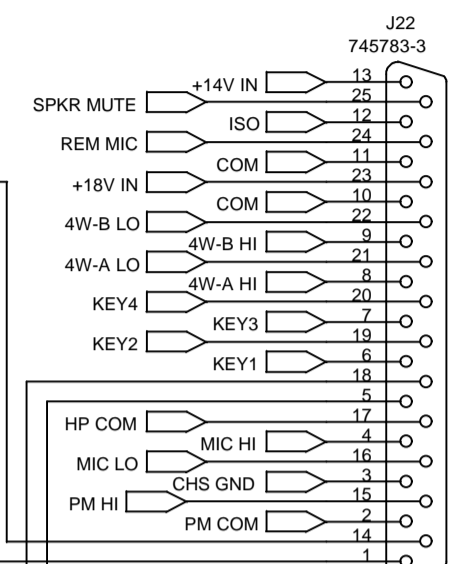 J22
745783-3
+14V IN 13
SPKR MUTE 25
ISO 12
REM MIC 24
COM 11
+18V IN 23
COM 10
4W-B LO 22
4W-B HI 9
4W-A LO 21
4W-A HI 8
KEY4 20
KEY3 7
KEY2 19
KEY1 6
18
5
HP COM 17
MIC HI 4
MIC LO 16
CHS GND 3
PM HI 15
PM COM 2
14
1